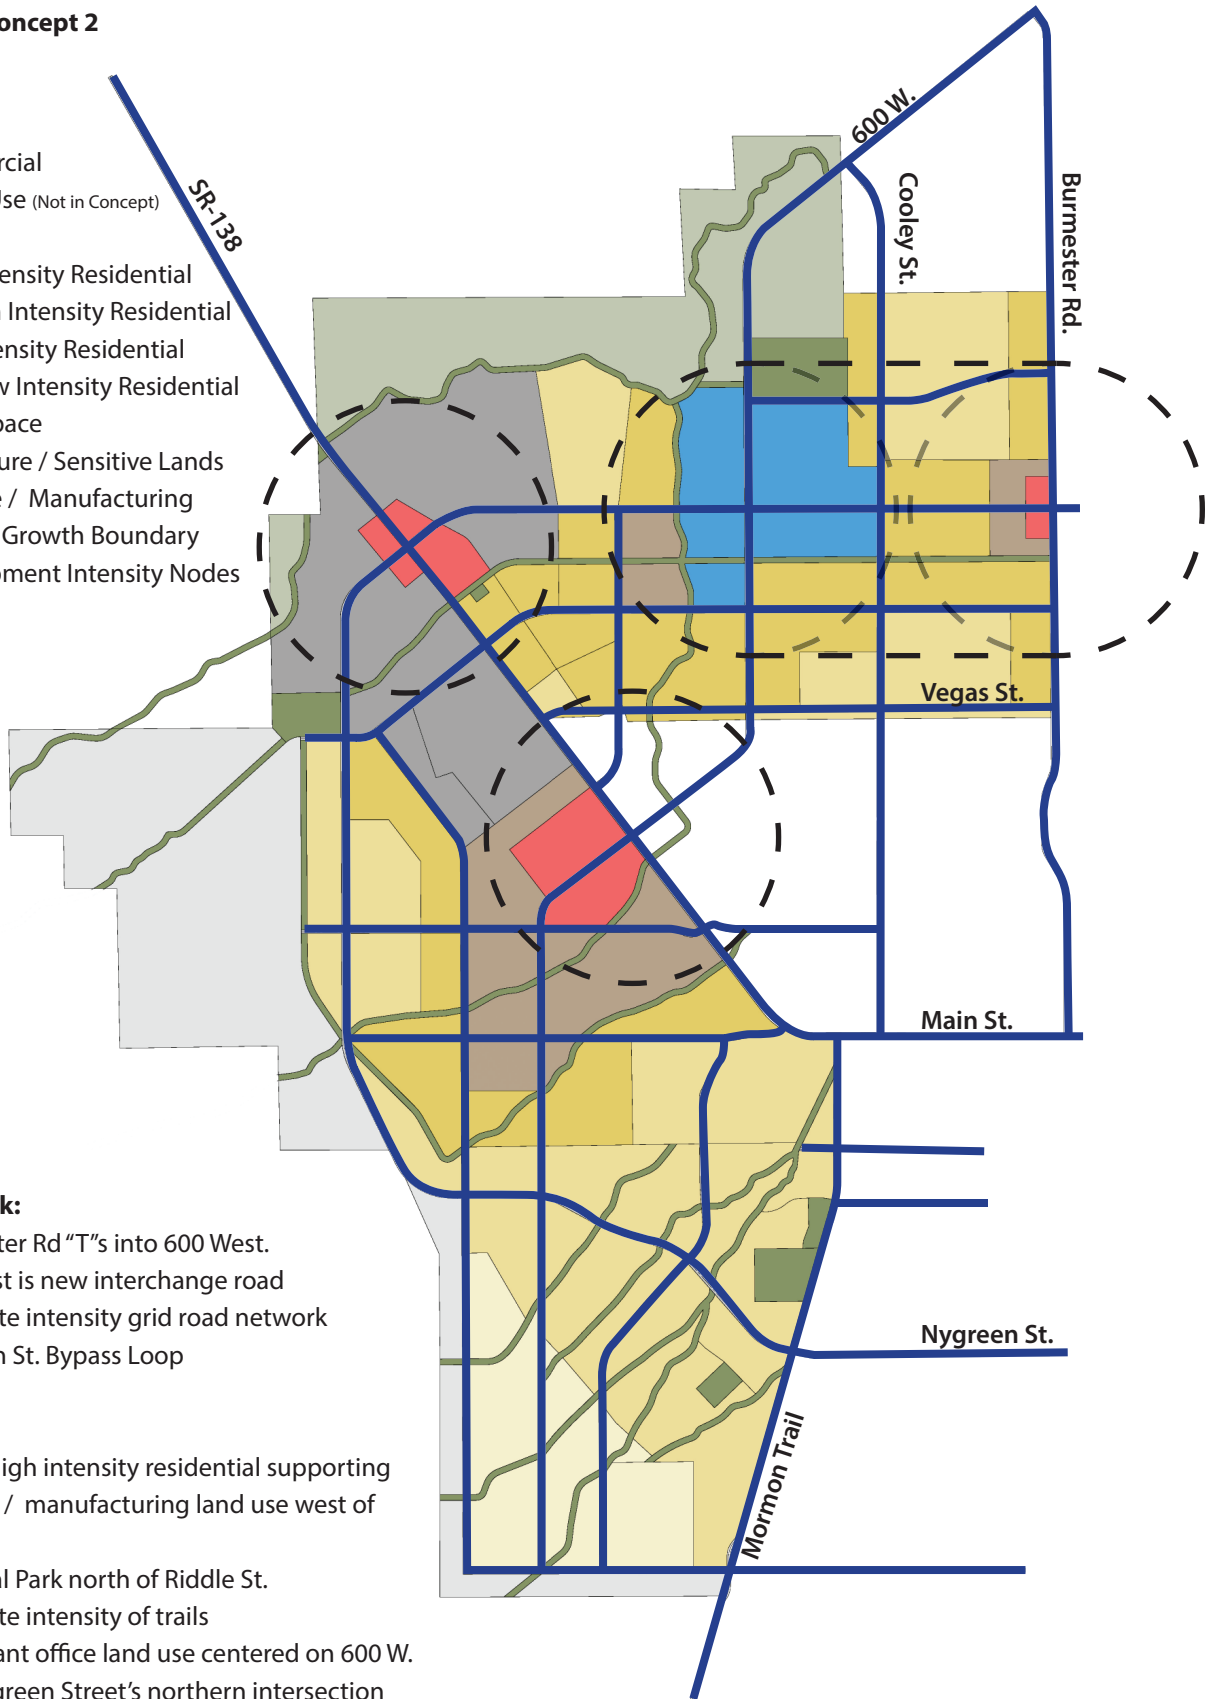 oncept 2
600 W.
rcial
Use (Not in Concept)
SR-138
Cooley St.
Burmester Rd.
ensity Residential
n Intensity Residential
ensity Residential
w Intensity Residential
pace
ure / Sensitive Lands
e / Manufacturing
Growth Boundary
pment Intensity Nodes
Vegas St.
Main St.
k:
ter Rd “T”s into 600 West.
st is new interchange road
te intensity grid road network
n St. Bypass Loop
Nygreen St.
Mormon Trail
igh intensity residential supporting
/ manufacturing land use west of
al Park north of Riddle St.
te intensity of trails
ant office land use centered on 600 W.
green Street’s northern intersection